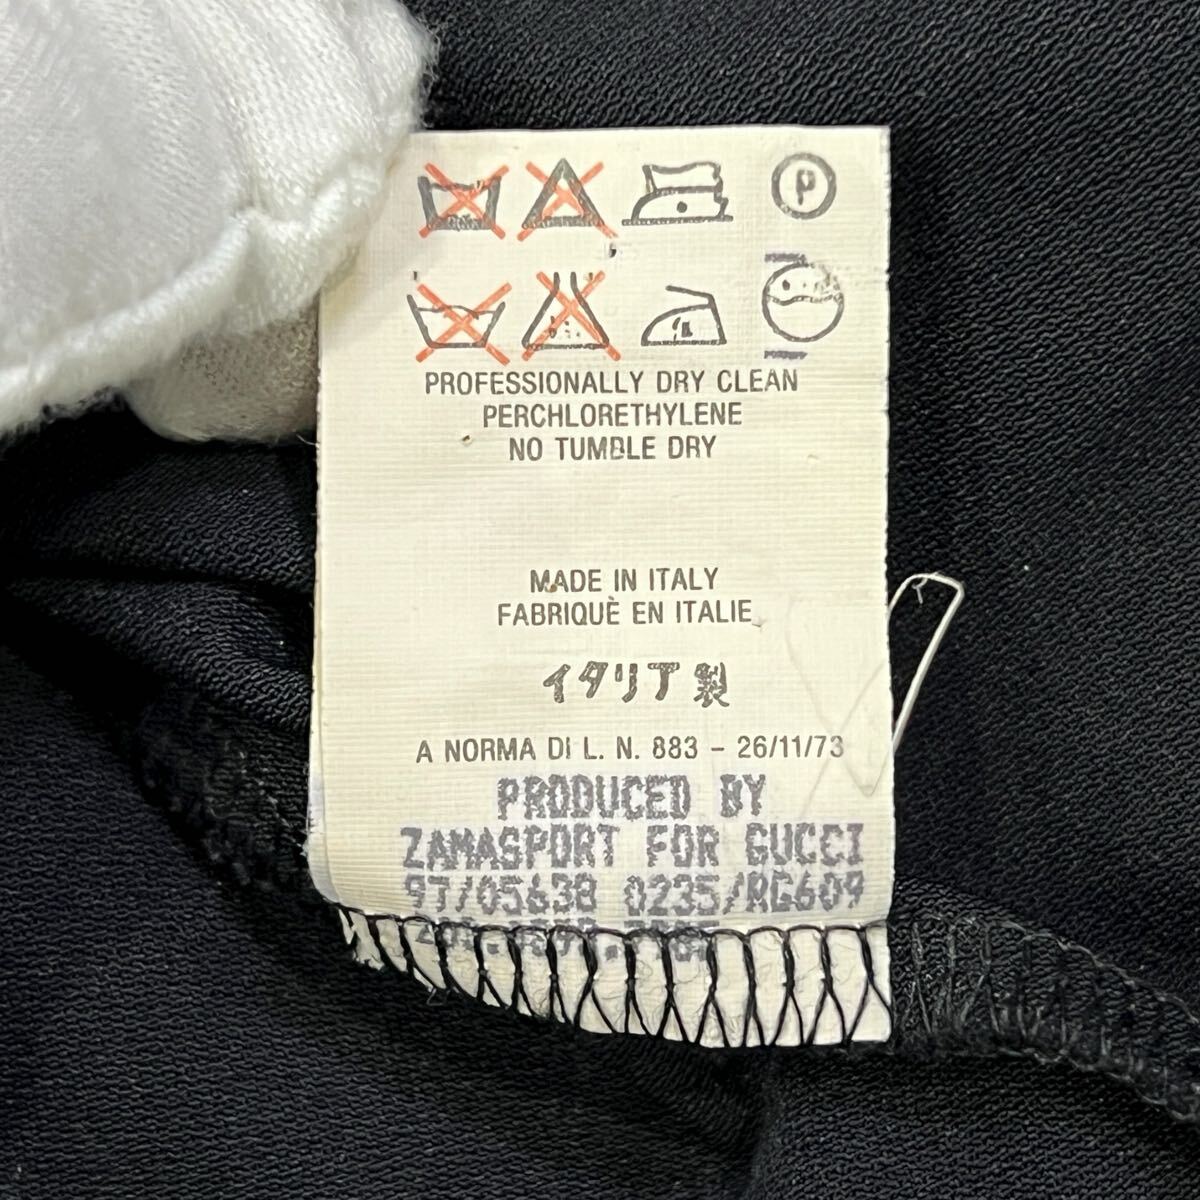 P
PROFESSIONALLY DRY CLEAN
PERCHLORETHYLENE
NO TUMBLE DRY
MADE IN ITALY
FABRIQUÈ EN ITALIE
イタリア製
A NORMA DI L. N. 883 - 26/11/73
PRODUCED BY
ZAMASPORT FOR GUCCI
97/05638 0235/RG609